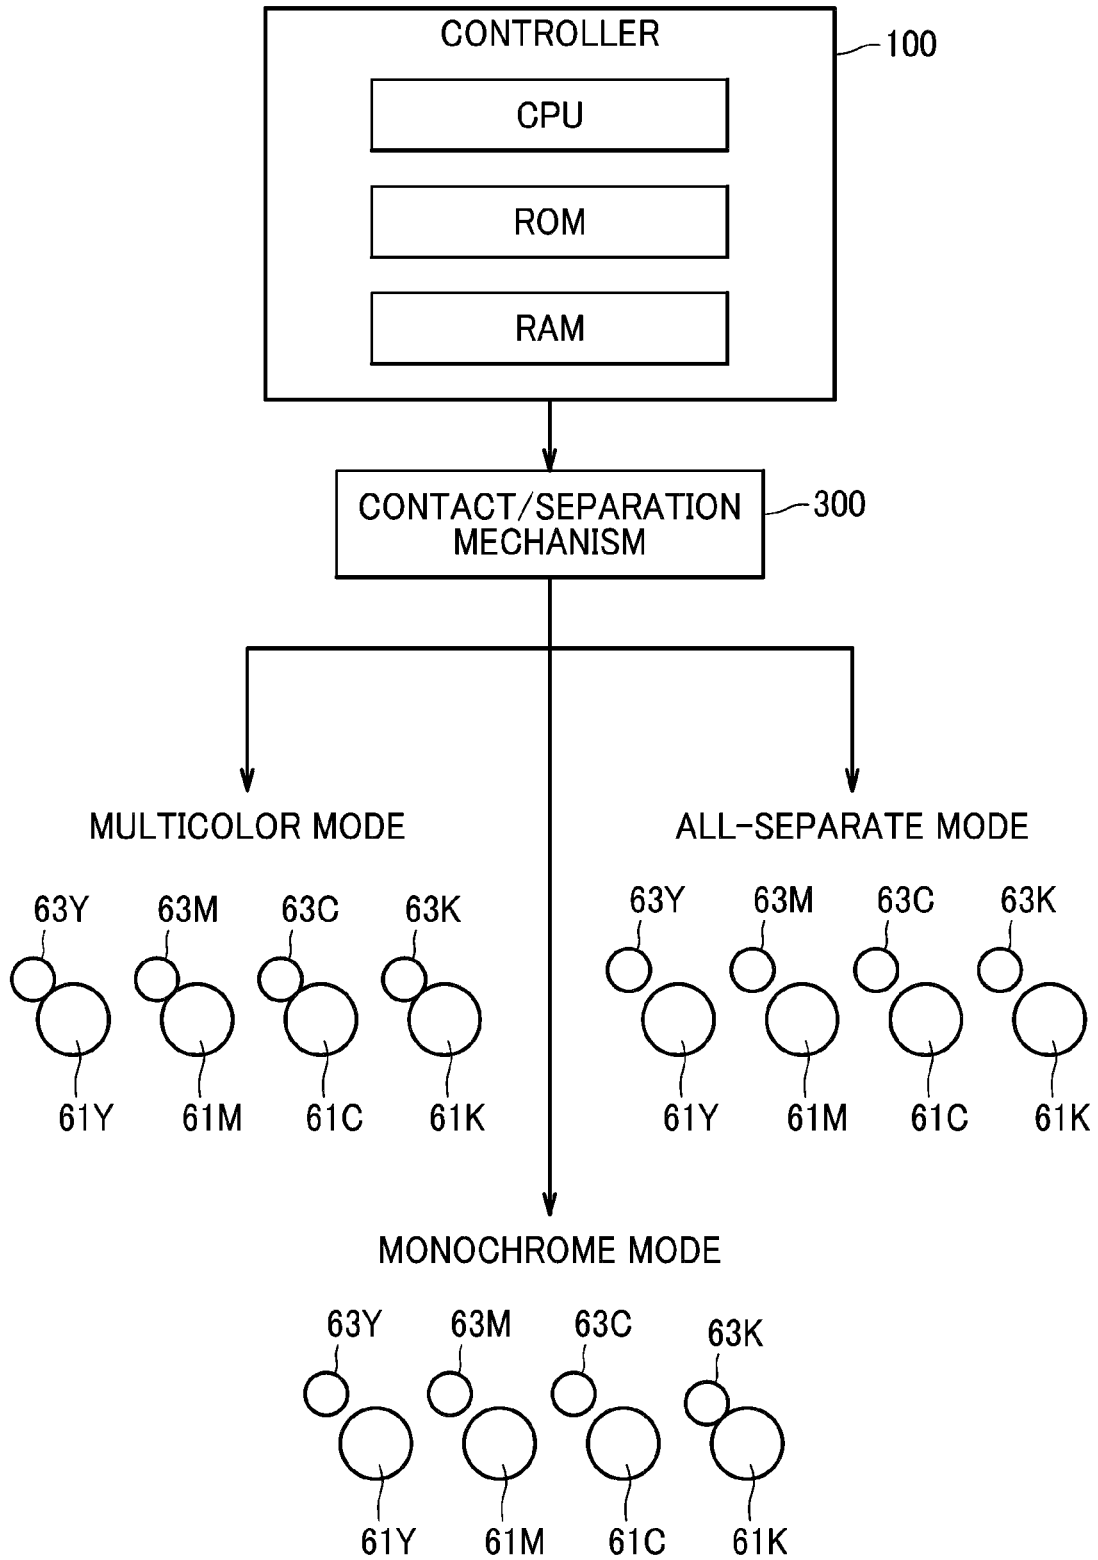 CONTROLLER
100
CPU
ROM
RAM
CONTACT/SEPARATION
MECHANISM
300
MULTICOLOR MODE
63Y 63M 63C 63K
61Y 61M 61C 61K
ALL-SEPARATE MODE
63Y 63M 63C 63K
61Y 61M 61C 61K
MONOCHROME MODE
63Y 63M 63C 63K
61Y 61M 61C 61K